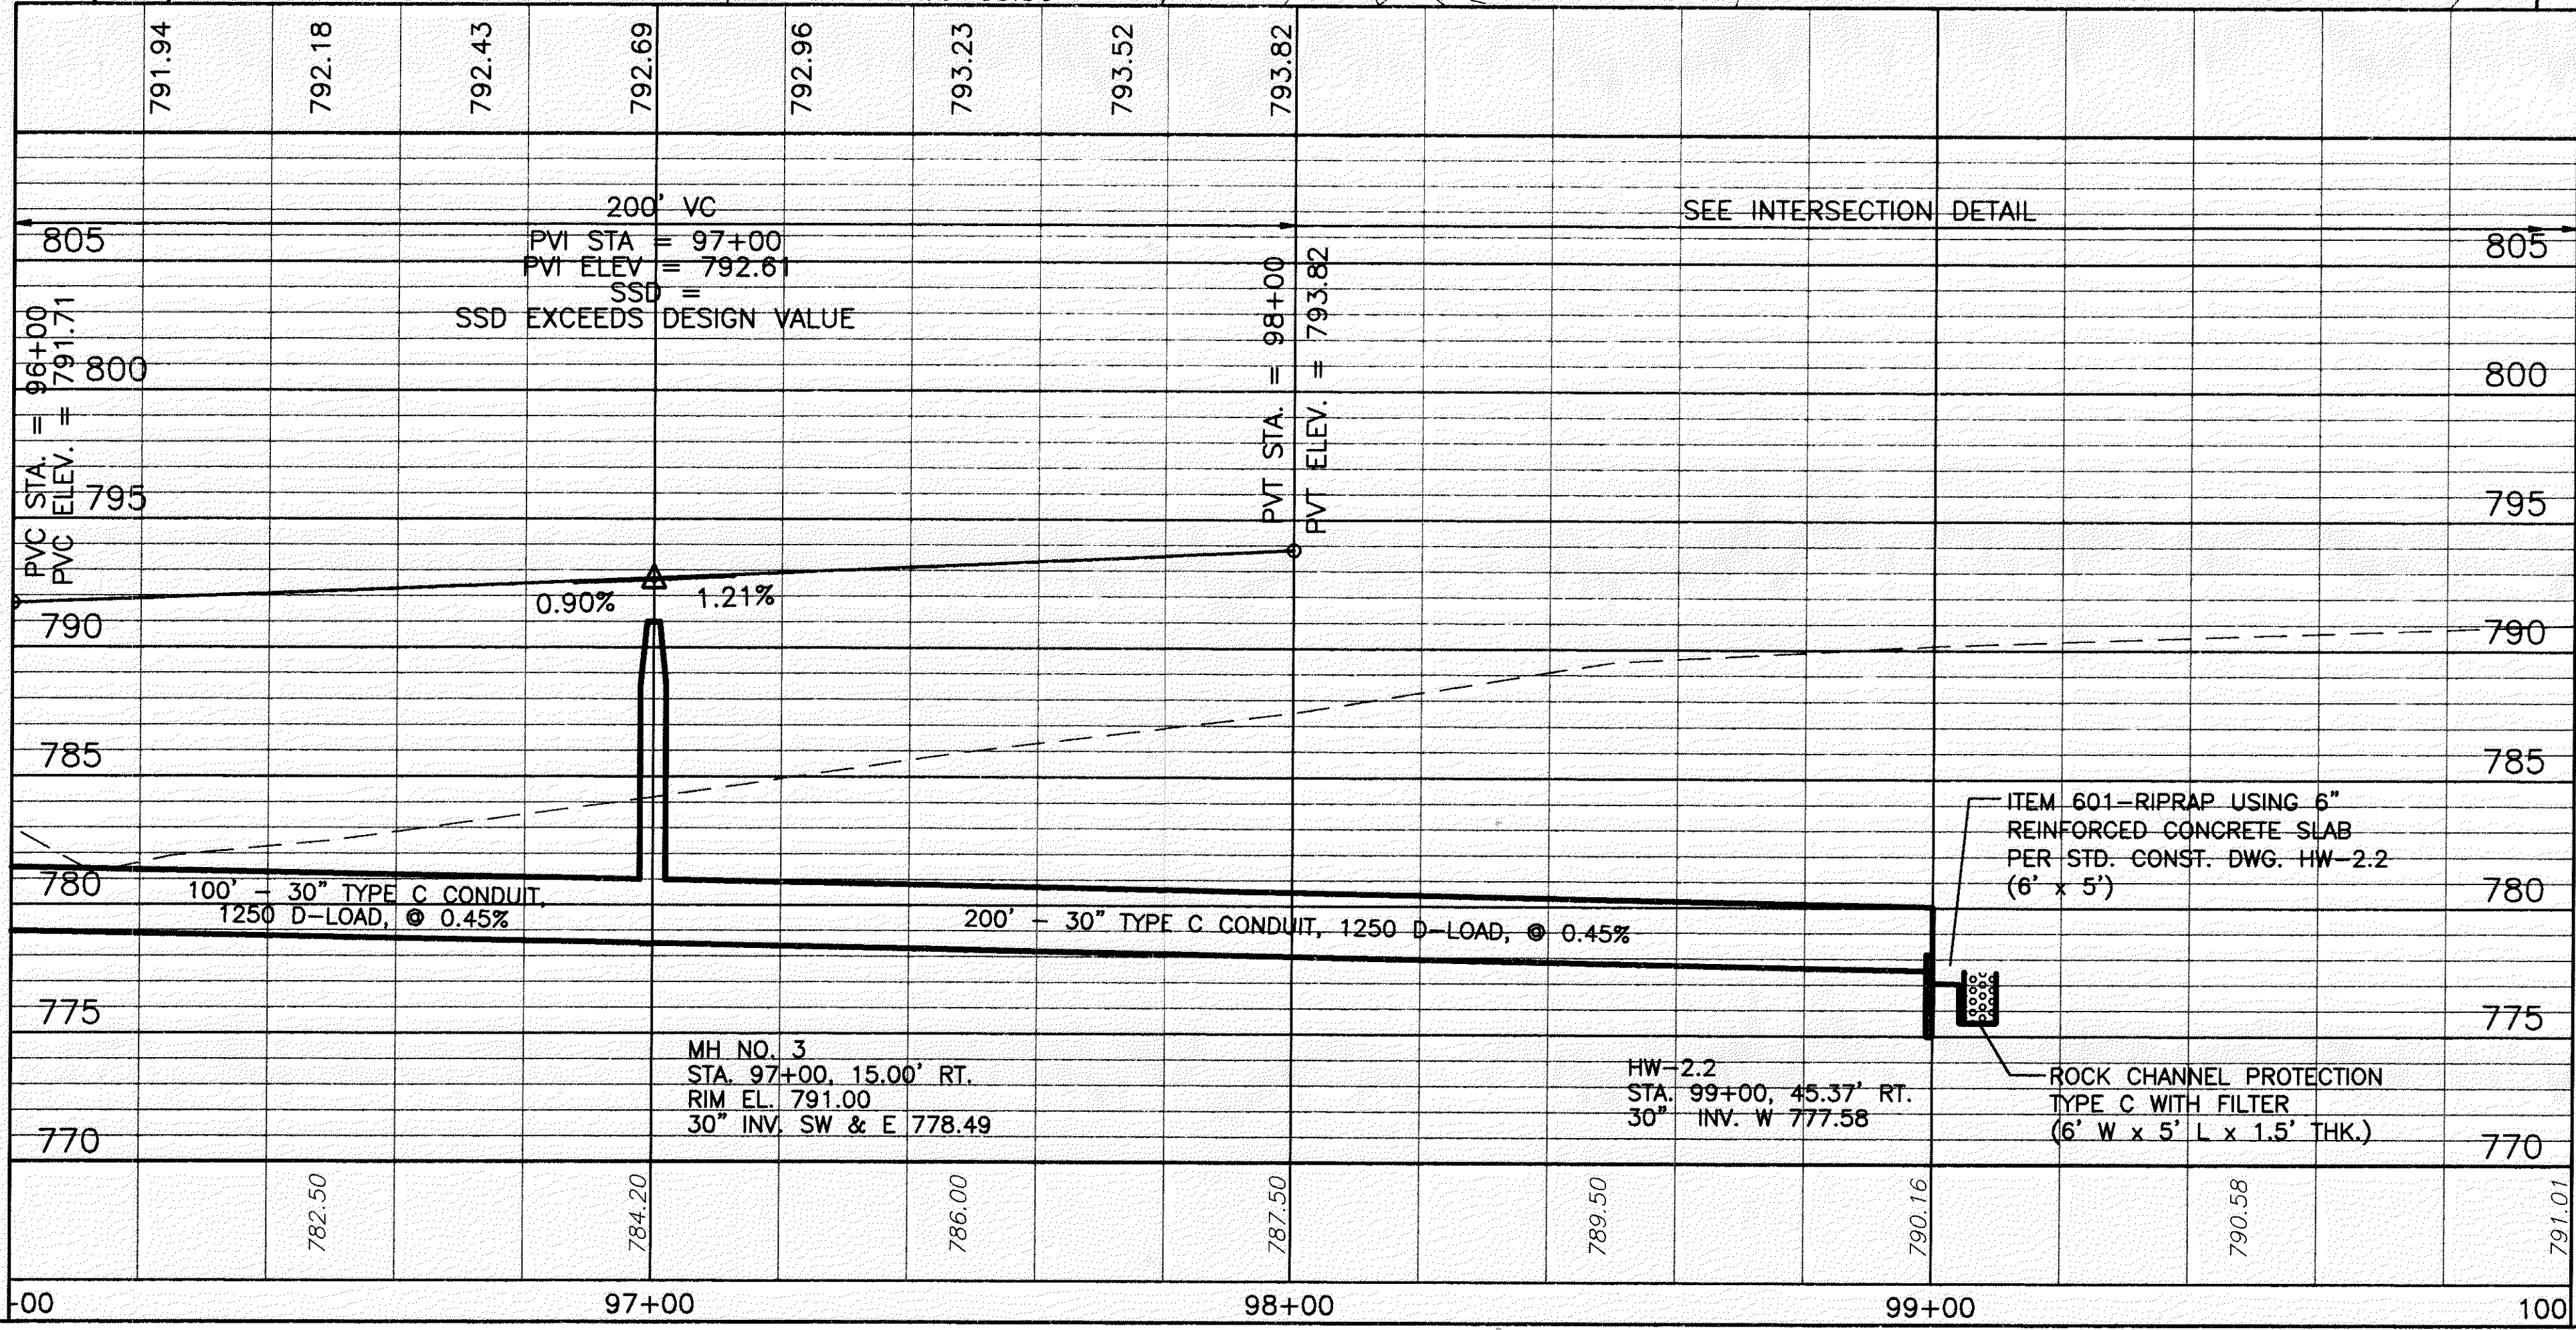 791.94
792.18
792.43
792.69
792.96
793.23
793.52
793.82
200' VC
PVI STA = 97+00
PVI ELEV = 792.61
SSD =
SSD EXCEEDS DESIGN VALUE
SEE INTERSECTION DETAIL
805
805
PVC STA. = 96+00
PVC ELEV. = 791.71
PVT STA. = 98+00
PVT ELEV. = 793.82
800
800
795
795
0.90%
1.21%
790
790
785
785
ITEM 601-RIPRAP USING 6"
REINFORCED CONCRETE SLAB
PER STD. CONST. DWG. HW-2.2
(6' x 5')
780
780
100' - 30" TYPE C CONDUIT,
1250 D-LOAD, @ 0.45%
200' - 30" TYPE C CONDUIT, 1250 D-LOAD, @ 0.45%
775
775
MH NO. 3
STA. 97+00, 15.00' RT.
RIM EL. 791.00
30" INV. SW & E 778.49
HW-2.2
STA. 99+00, 45.37' RT.
30" INV. W 777.58
ROCK CHANNEL PROTECTION
TYPE C WITH FILTER
(6' W x 5' L x 1.5' THK.)
770
770
782.50
784.20
786.00
787.50
789.50
790.16
790.58
791.01
+00
97+00
98+00
99+00
100